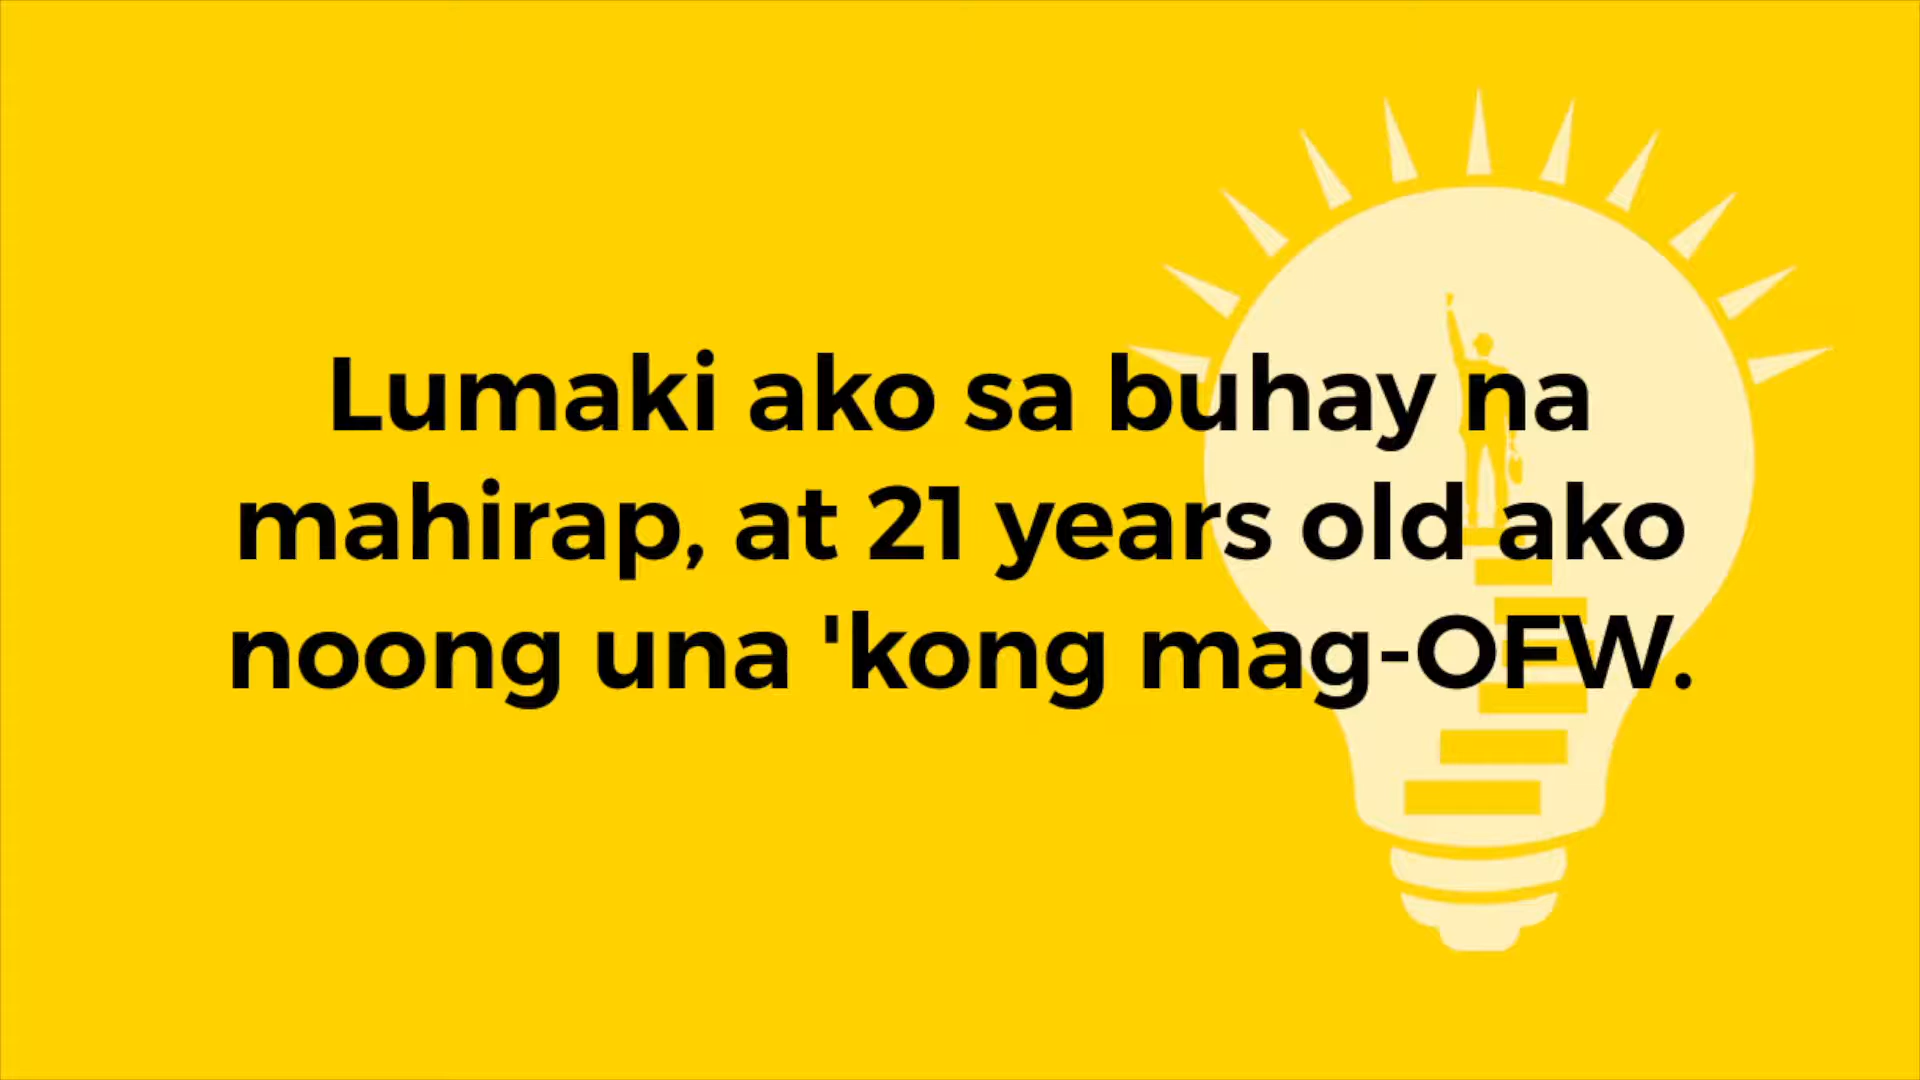 Lumaki ako sa buhay na
mahirap, at 21 years old ako
noong una 'kong mag-OFW.